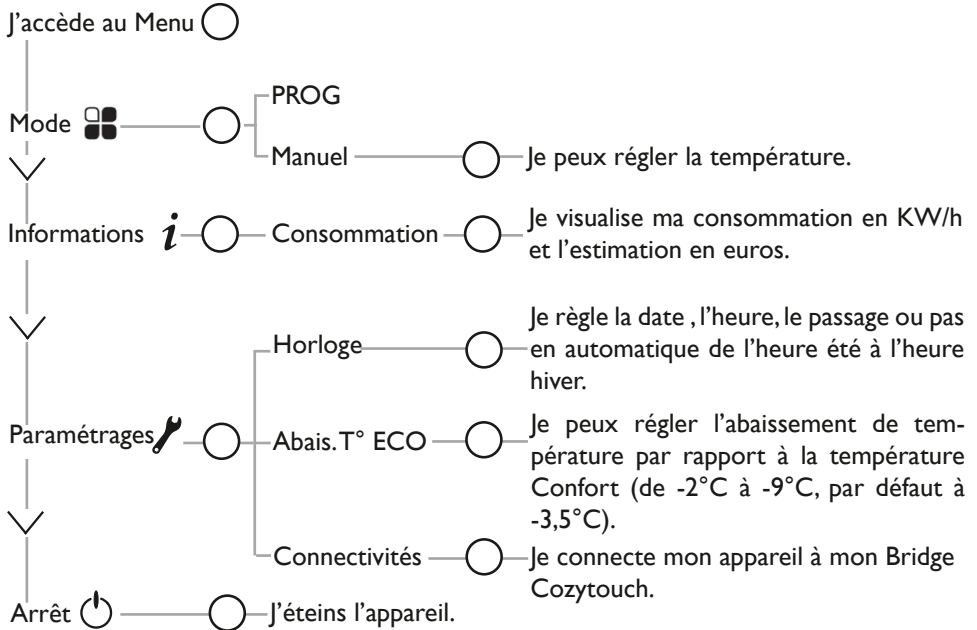 J'accède au Menu
PROG
Mode
Manuel
Je peux régler la température.
Informations i
Consommation
Je visualise ma consommation en KW/h
et l'estimation en euros.
Horloge
Je règle la date , l'heure, le passage ou pas
en automatique de l'heure été à l'heure
hiver.
Paramétrages
Abais. T° ECO
Je peux régler l'abaissement de tem-
pérature par rapport à la température
Confort (de -2°C à -9°C, par défaut à
-3,5°C).
Connectivités
Je connecte mon appareil à mon Bridge
Cozytouch.
Arrêt
J'éteins l'appareil.